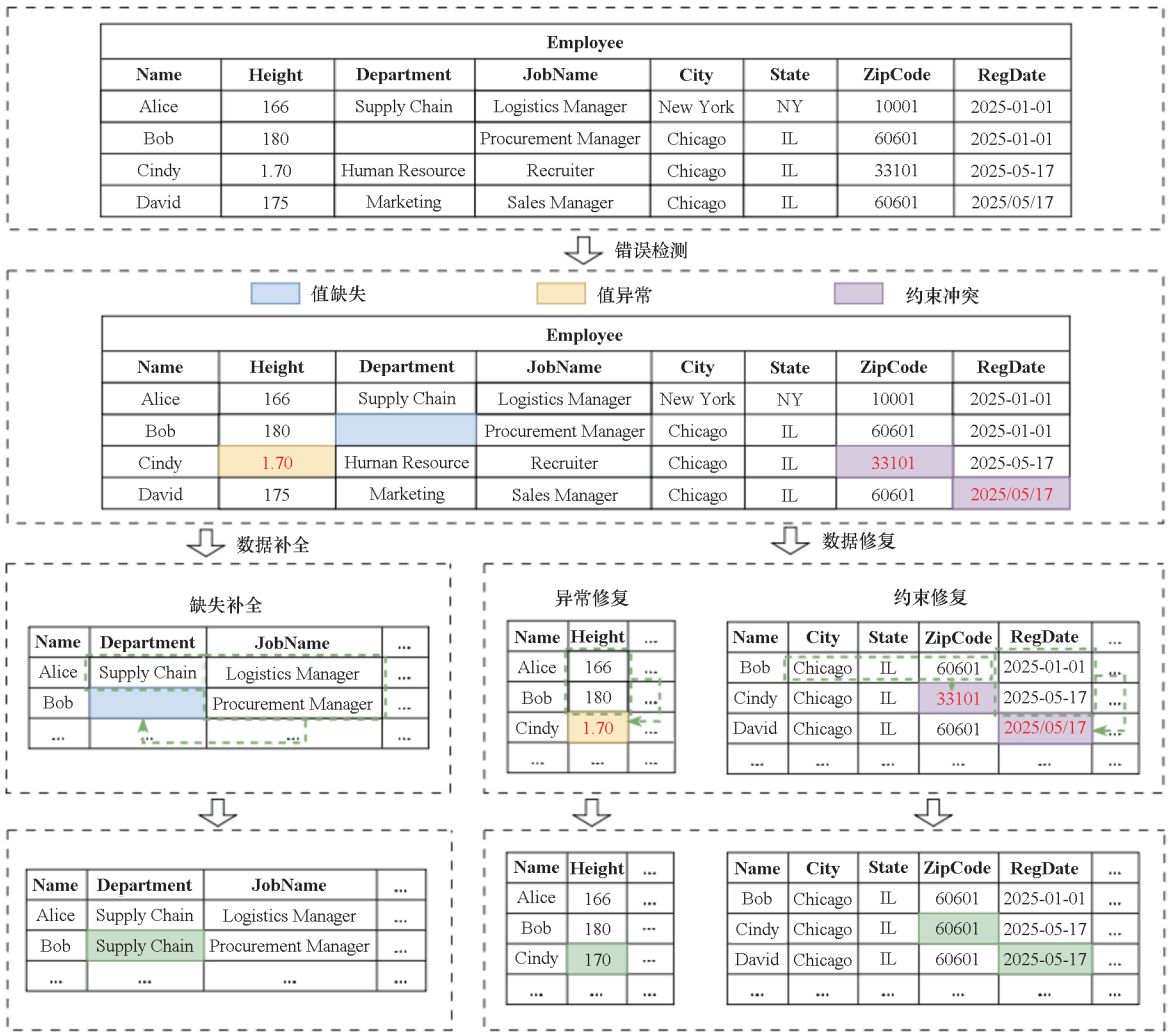 Employee
Name Height Department JobName City State ZipCode RegDate
Alice 166 Supply Chain Logistics Manager New York NY 10001 2025-01-01
Bob 180 Procurement Manager Chicago IL 60601 2025-01-01
Cindy 1.70 Human Resource Recruiter Chicago IL 33101 2025-05-17
David 175 Marketing Sales Manager Chicago IL 60601 2025/05/17
错误检测
值缺失 值异常 约束冲突
Employee
Name Height Department JobName City State ZipCode RegDate
Alice 166 Supply Chain Logistics Manager New York NY 10001 2025-01-01
Bob 180 Procurement Manager Chicago IL 60601 2025-01-01
Cindy 1.70 Human Resource Recruiter Chicago IL 33101 2025-05-17
David 175 Marketing Sales Manager Chicago IL 60601 2025/05/17
数据补全 数据修复
缺失补全
Name Department JobName ...
Alice Supply Chain Logistics Manager ...
Bob Procurement Manager ...
... ... ... ...
异常修复
Name Height ...
Alice 166 ...
Bob 180 ...
Cindy 1.70 ...
... ... ...
约束修复
Name City State ZipCode RegDate ...
Bob Chicago IL 60601 2025-01-01 ...
Cindy Chicago IL 33101 2025-05-17 ...
David Chicago IL 60601 2025/05/17 ...
... ... ... ... ... ...
Name Department JobName ...
Alice Supply Chain Logistics Manager ...
Bob Supply Chain Procurement Manager ...
... ... ... ...
Name Height ...
Alice 166 ...
Bob 180 ...
Cindy 170 ...
... ... ...
Name City State ZipCode RegDate ...
Bob Chicago IL 60601 2025-01-01 ...
Cindy Chicago IL 60601 2025-05-17 ...
David Chicago IL 60601 2025-05-17 ...
... ... ... ... ... ...